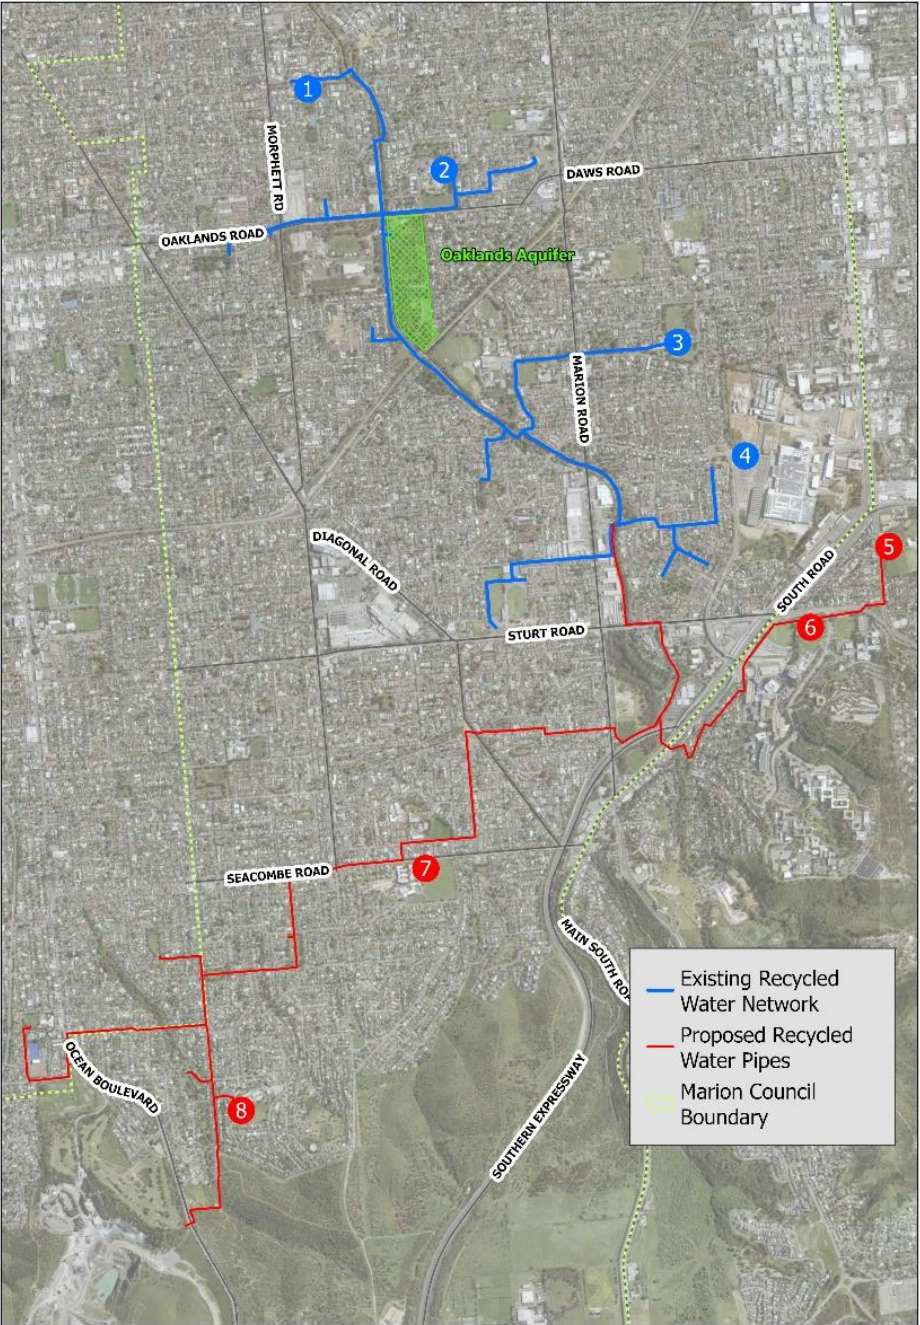 1
2
MORPHETT RD
DAWS ROAD
OAKLANDS ROAD
Oaklands Aquifer
3
MARION ROAD
4
DIAGONAL ROAD
5
SOUTH ROAD
6
STURT ROAD
7
SEACOMBE ROAD
MAIN SOUTH ROA
Existing Recycled
Water Network
Proposed Recycled
Water Pipes
Marion Council
Boundary
OCEAN BOULEVARD
SOUTHERN EXPRESSWAY
8